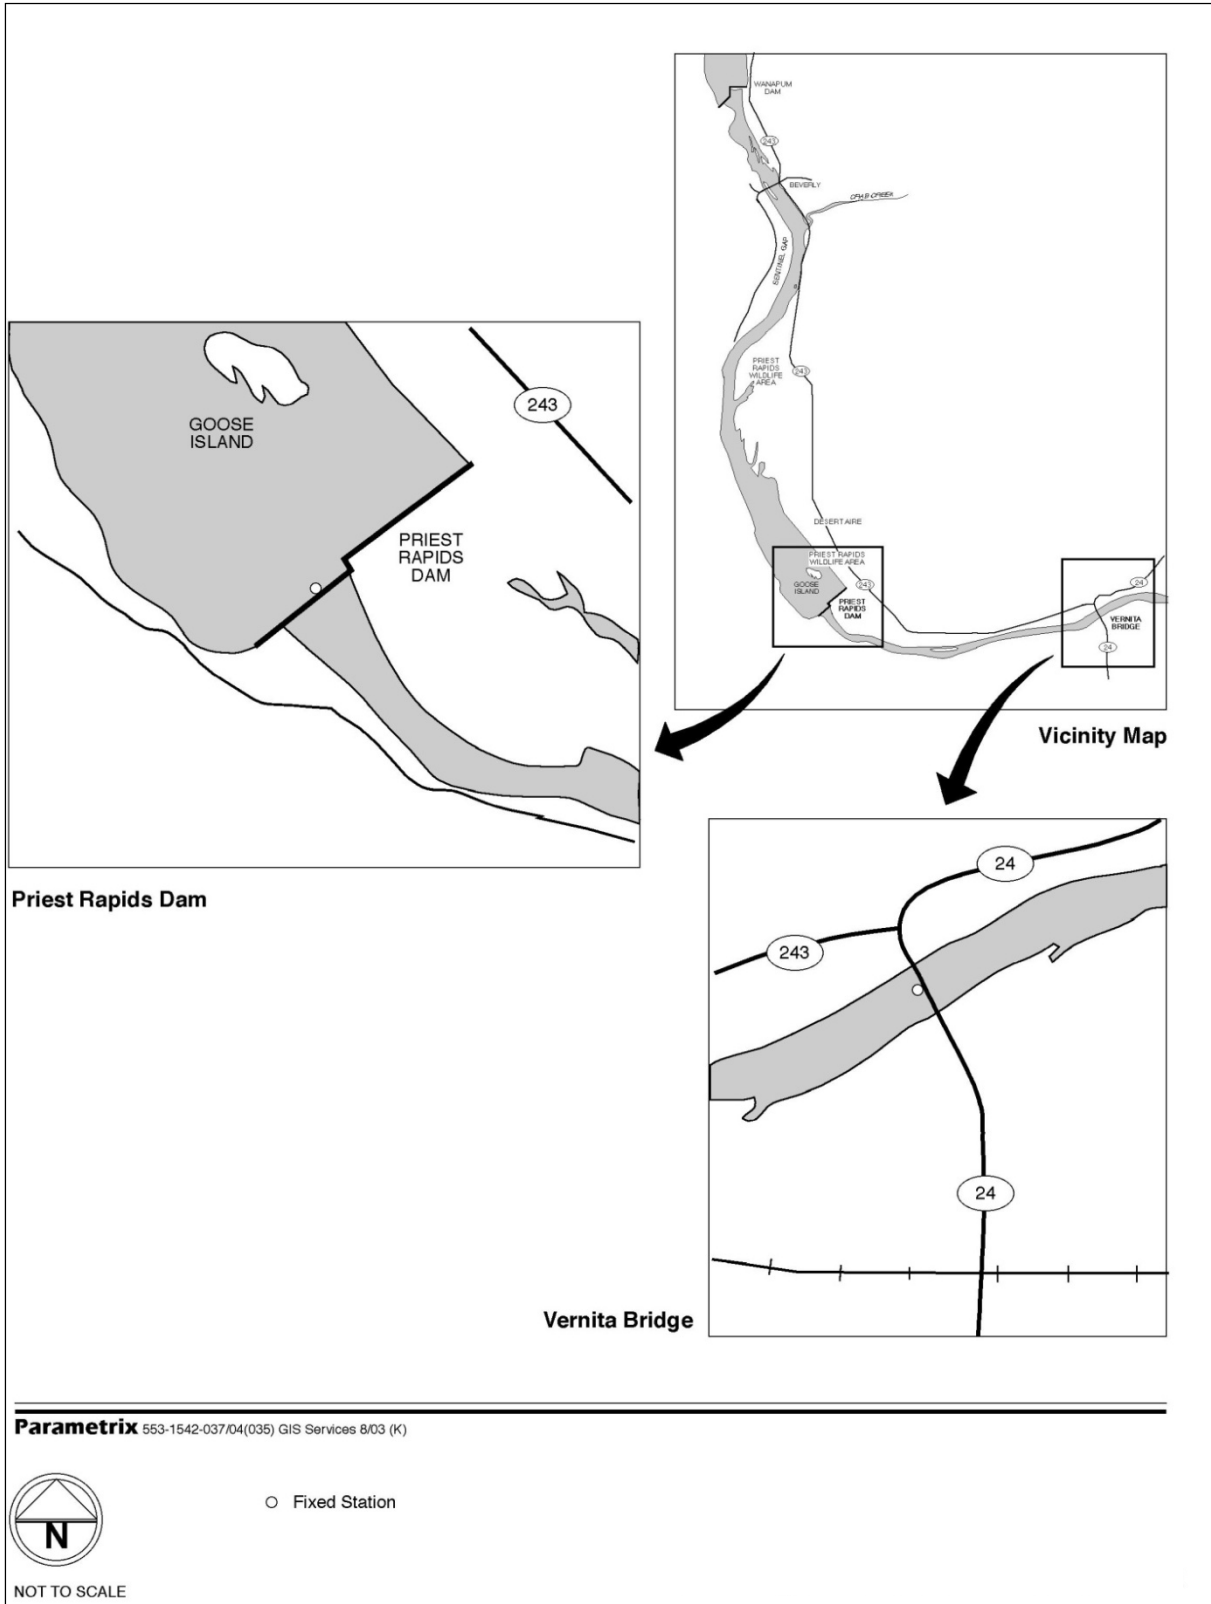 WANAPUM
DAM
243
BEVERLY
CRAB CREEK
SENTINEL GAP
PRIEST
RAPIDS
WILDLIFE
AREA
243
DESERT AIRE
PRIEST RAPIDS
WILDLIFE AREA
GOOSE
ISLAND
243
PRIEST
RAPIDS
DAM
24
VERNITA
BRIDGE
24
Vicinity Map
GOOSE
ISLAND
243
PRIEST
RAPIDS
DAM
Priest Rapids Dam
24
243
24
Vernita Bridge
Parametrix 553-1542-037/04(035) GIS Services 8/03 (K)
N
Fixed Station
NOT TO SCALE